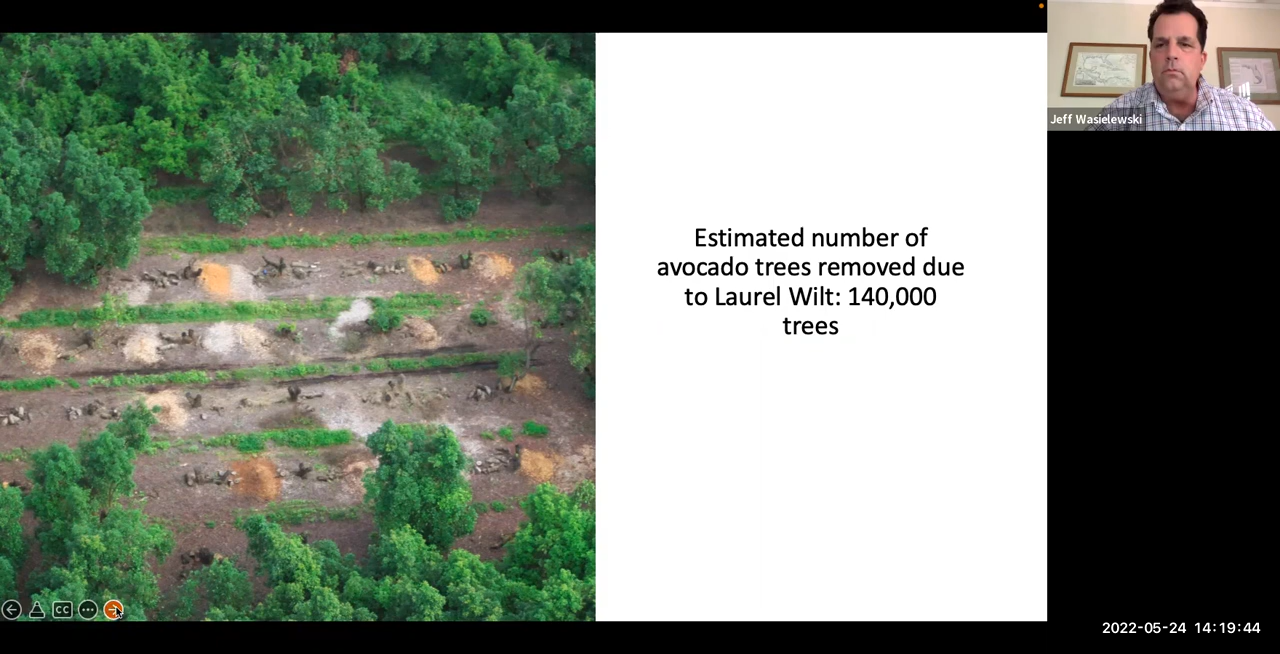 Jeff Wasielewski
Estimated number of
avocado trees removed due
to Laurel Wilt: 140,000
trees
CC
2022-05-24 14:19:44